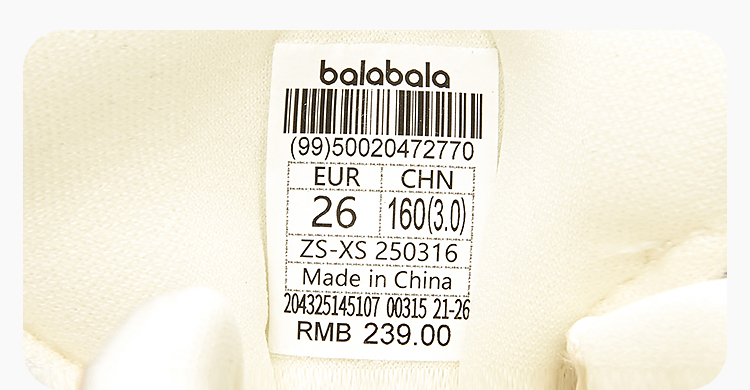 balabala
(99)50020472770
EUR CHN
26 160(3.0)
ZS-XS 250316
Made in China
204325145107 00315 21-26
RMB 239.00